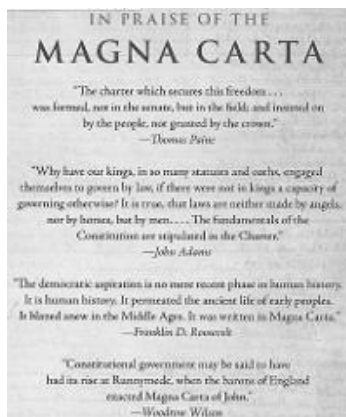 IN PRAISE OF THE
MAGNA CARTA
"The charter which secures this freedom . . .
was formed, not in the senate, but in the field; and insisted on
by the people, not granted by the crown."
—Thomas Paine
"Why have our kings, in so many statutes and oaths, engaged
themselves to govern by law, if there were not in kings a capacity of
governing otherwise? It is true, that laws are neither made by angels,
nor by horses, but by men. . . . The fundamentals of the
Constitution are stipulated in the Charter."
—John Adams
"The democratic aspiration is no mere recent phase in human history.
It is human history. It permeated the ancient life of early peoples.
It blazed anew in the Middle Ages. It was written in Magna Carta."
—Franklin D. Roosevelt
"Constitutional government may be said to have
had its rise at Runnymede, when the barons of England
exacted Magna Carta of John."
—Woodrow Wilson